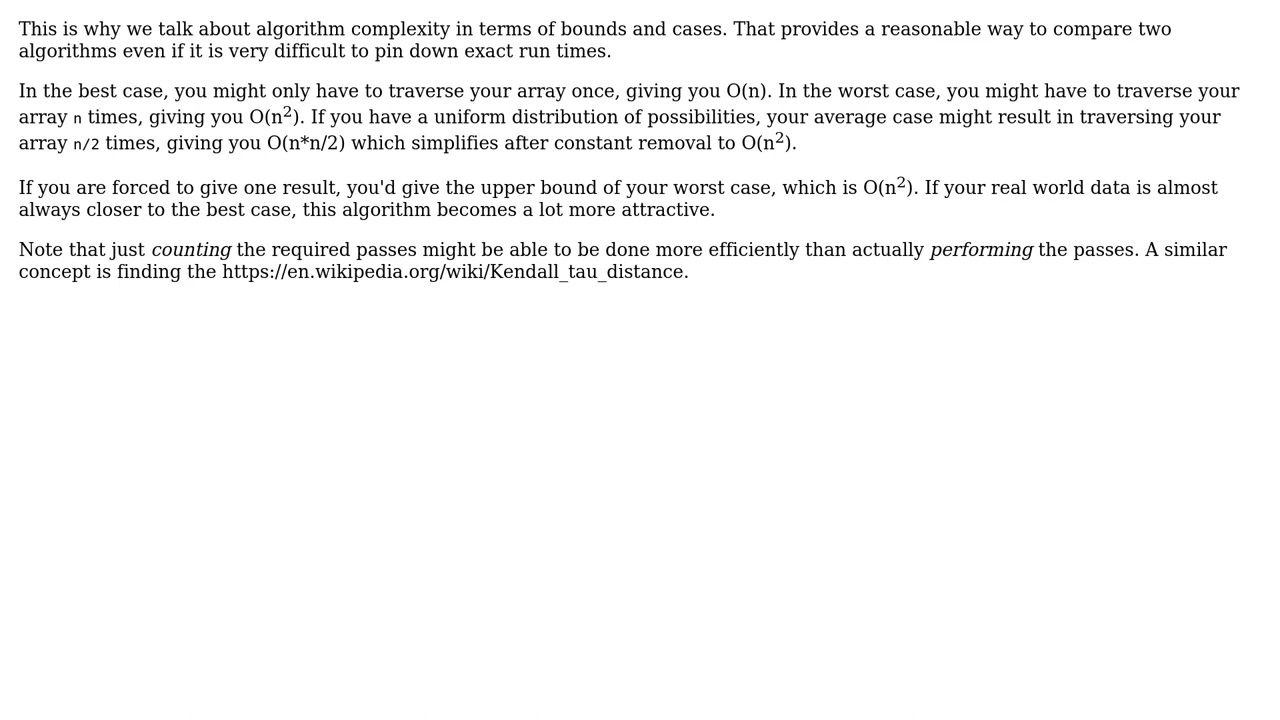 This is why we talk about algorithm complexity in terms of bounds and cases. That provides a reasonable way to compare two
algorithms even if it is very difficult to pin down exact run times.
In the best case, you might only have to traverse your array once, giving you O(n). In the worst case, you might have to traverse your
array n times, giving you O(n²). If you have a uniform distribution of possibilities, your average case might result in traversing your
array n/2 times, giving you O(n*n/2) which simplifies after constant removal to O(n²).
If you are forced to give one result, you'd give the upper bound of your worst case, which is O(n²). If your real world data is almost
always closer to the best case, this algorithm becomes a lot more attractive.
Note that just counting the required passes might be able to be done more efficiently than actually performing the passes. A similar
concept is finding the https://en.wikipedia.org/wiki/Kendall_tau_distance.